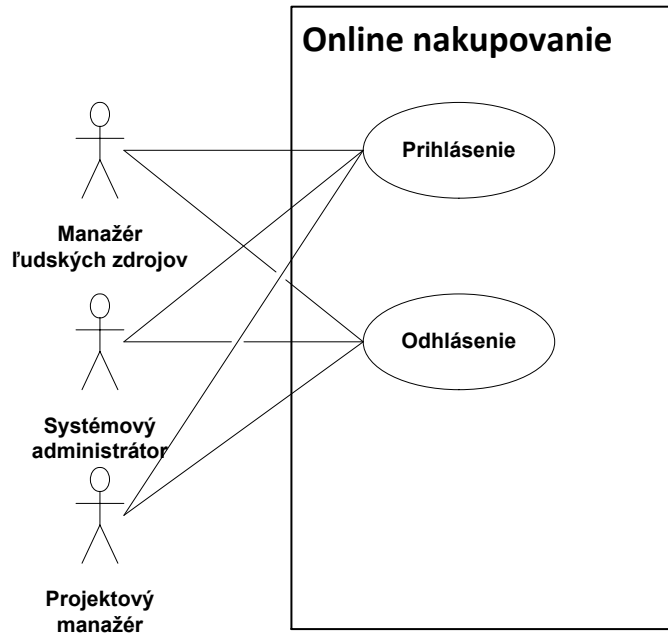 Online nakupovanie
Prihlásenie
Manažér
ľudských zdrojov
Odhlásenie
Systémový
administrátor
Projektový
manažér